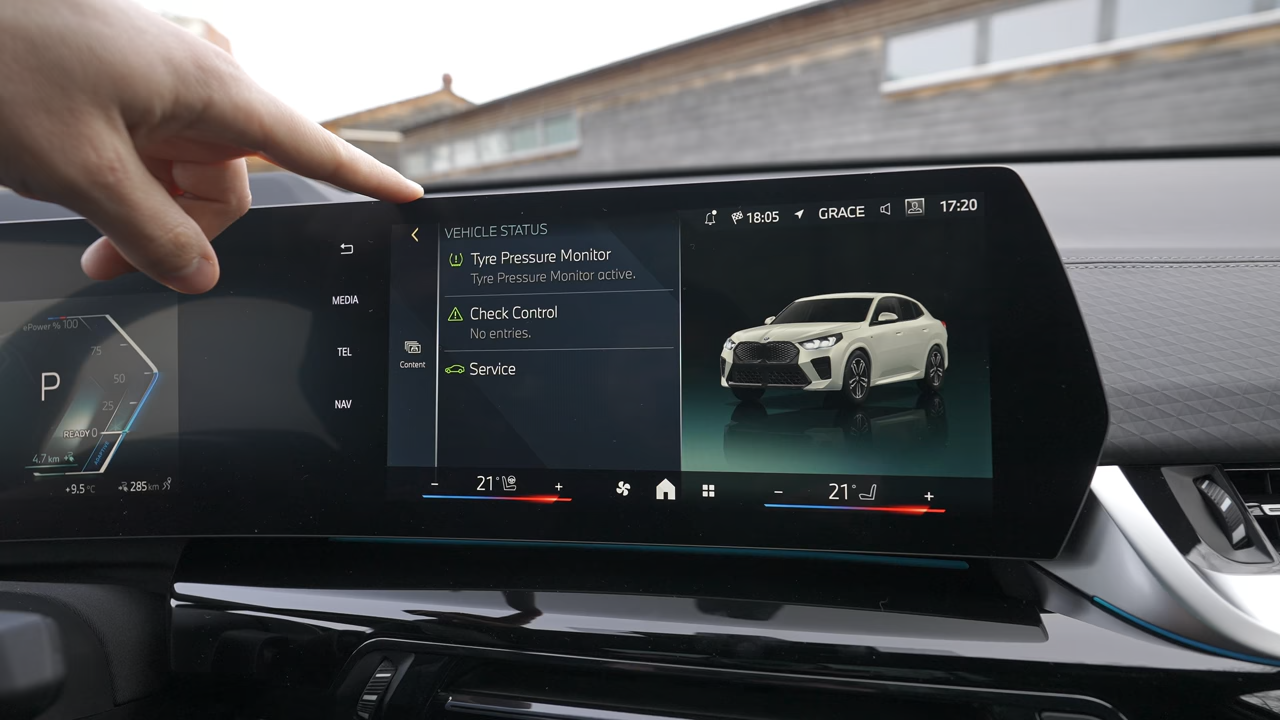 ePower % 100
75
50
25
P
READY 0
ADAPTIVE
4.7 km
+9.5 °C
285 km
MEDIA
TEL
NAV
Content
VEHICLE STATUS
Tyre Pressure Monitor
Tyre Pressure Monitor active.
Check Control
No entries.
Service
18:05 GRACE 17:20
- 21° +
- 21° +